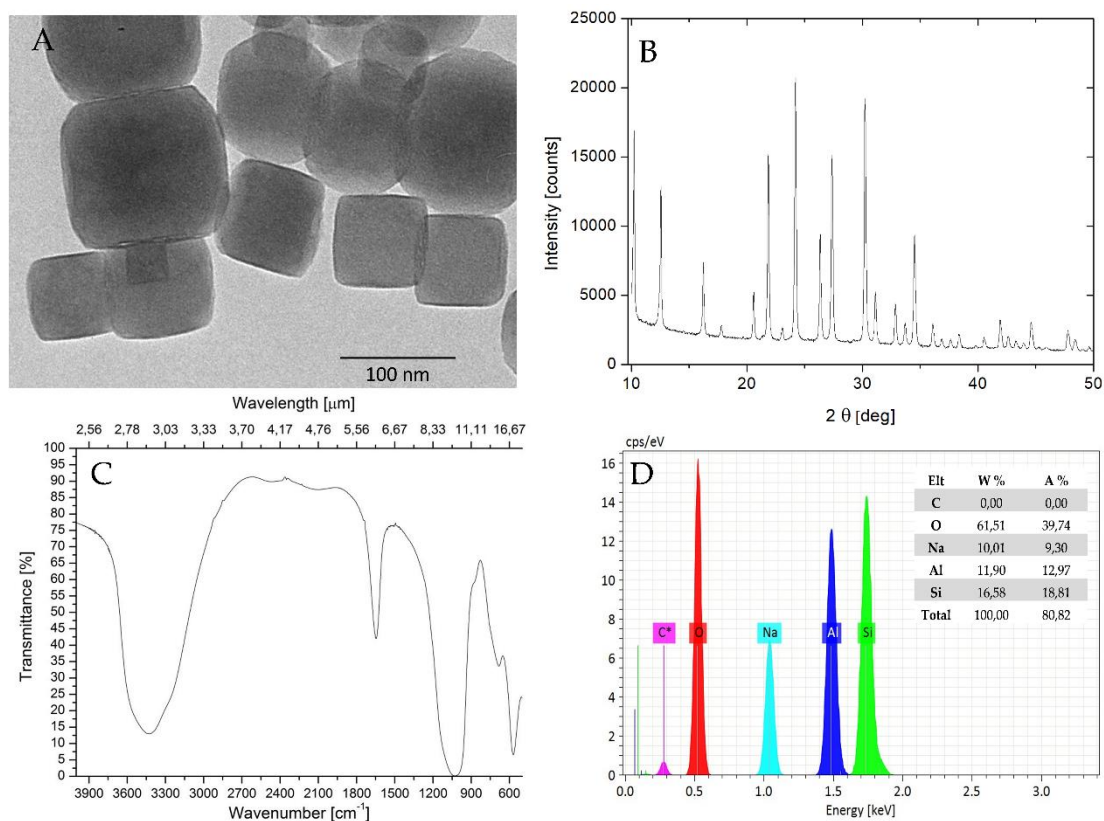 A
100 nm
B
Intensity [counts]
25000
20000
15000
10000
5000
0
10 20 30 40 50
2 θ [deg]
Wavelength [µm]
2,56 2,78 3,03 3,33 3,70 4,17 4,76 5,56 6,67 8,33 11,11 16,67
C
Transmittance [%]
100
95
90
85
80
75
70
65
60
55
50
45
40
35
30
25
20
15
10
5
0
3900 3600 3300 3000 2700 2400 2100 1800 1500 1200 900 600
Wavenumber [cm⁻¹]
cps/eV
D
16
14
12
10
8
6
4
2
0
C* O Na Al Si
Elt W % A %
C 0,00 0,00
O 61,51 39,74
Na 10,01 9,30
Al 11,90 12,97
Si 16,58 18,81
Total 100,00 80,82
0.0 0.5 1.0 1.5 2.0 2.5 3.0
Energy [keV]